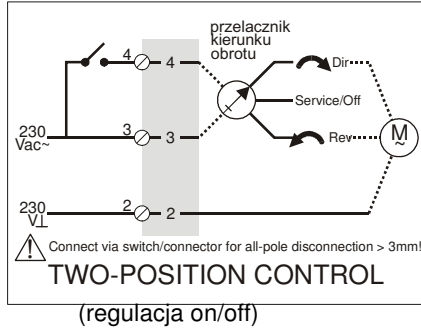 przelacznik
kierunku
obrotu
4 4 Dir
Service/Off
230
Vac~ 3 3 Rev M
~
230
V⊥ 2 2
Connect via switch/connector for all-pole disconnection > 3mm!
TWO-POSITION CONTROL
(regulacja on/off)